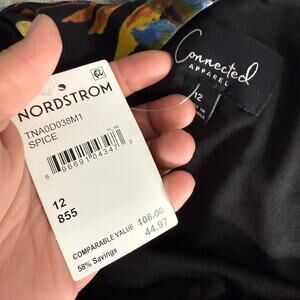 NORDSTROM
TNA0D038M1
SPICE
12
855
COMPARABLE VALUE 108.00
44.97
58% Savings
Connected
APPAREL
12